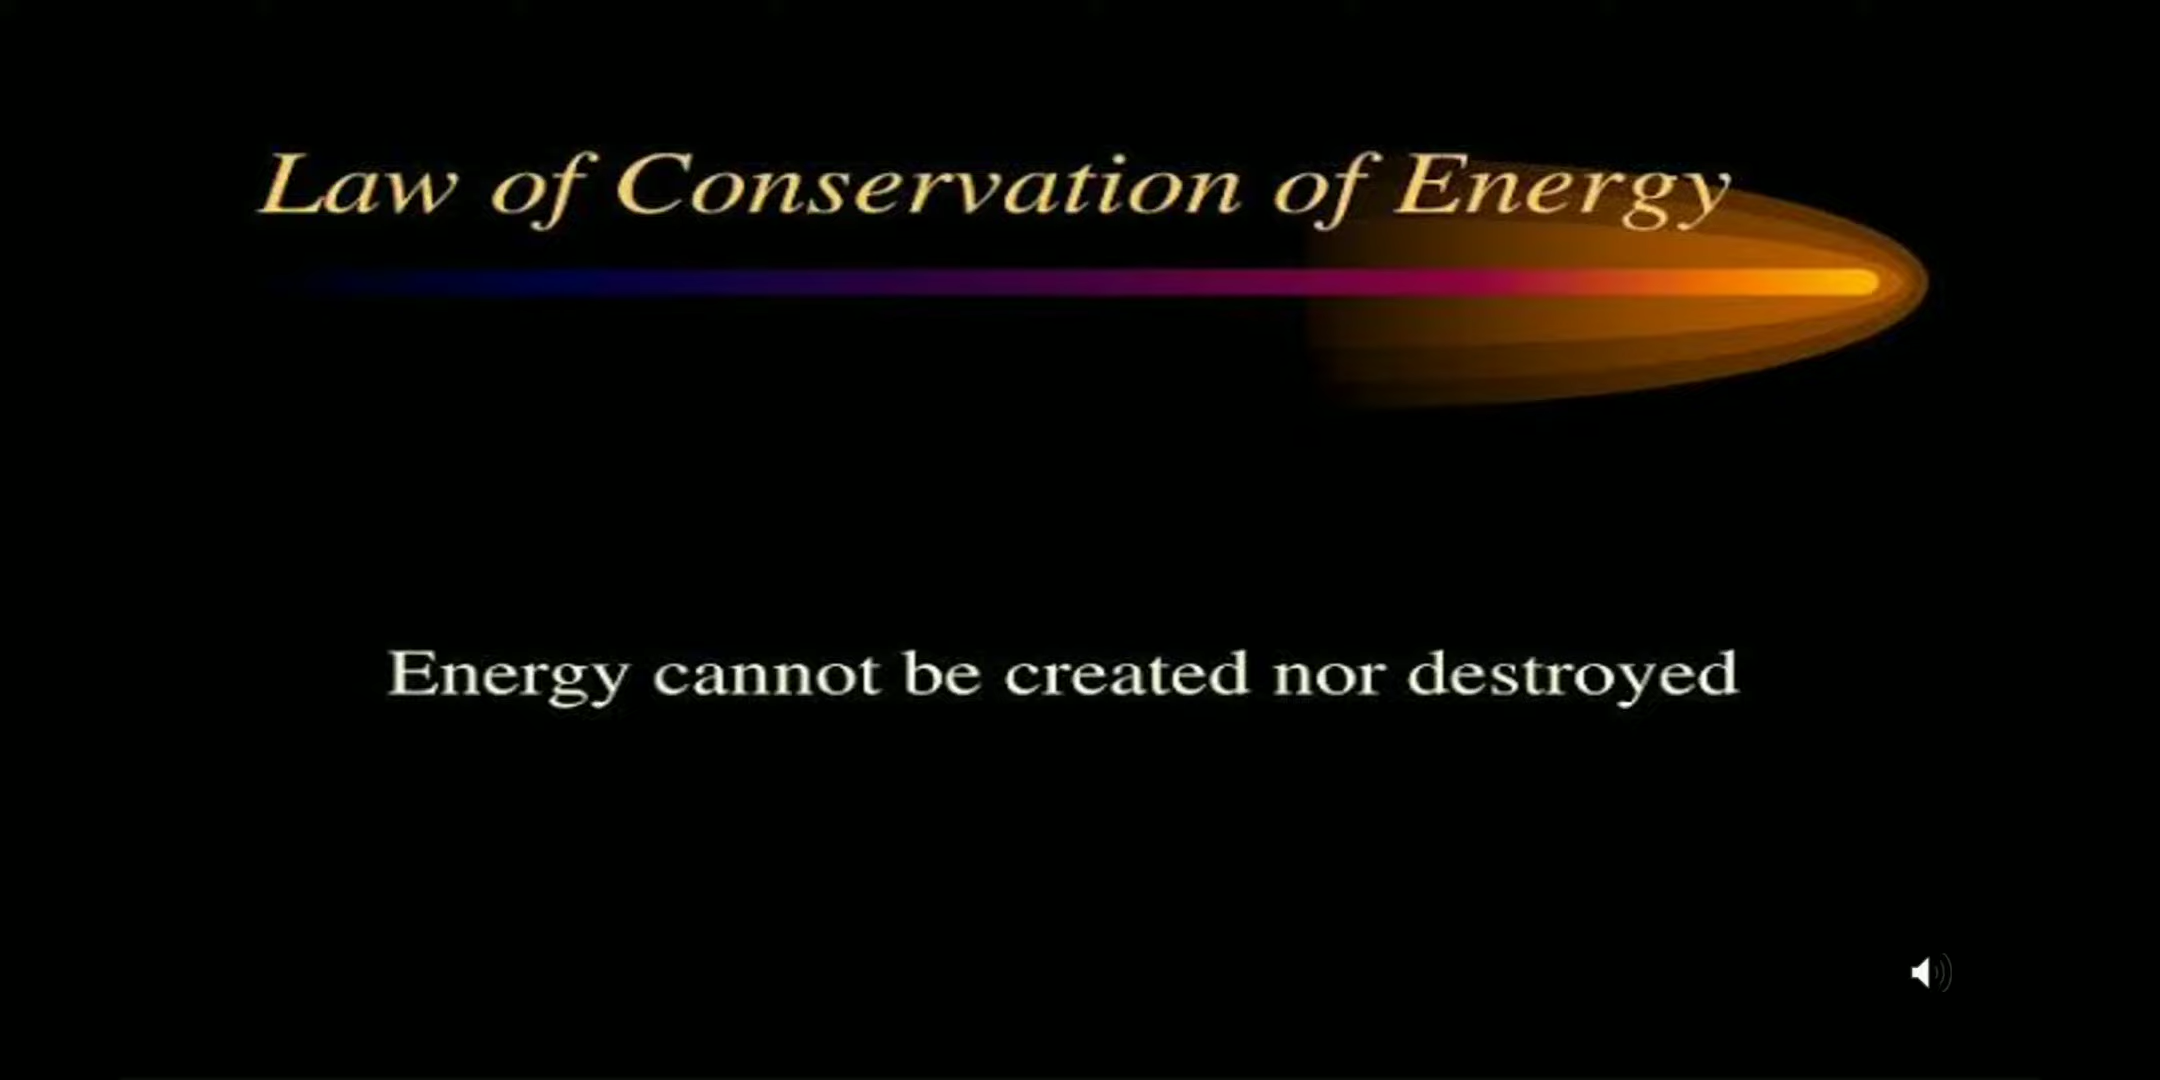 Law of Conservation of Energy
Energy cannot be created nor destroyed